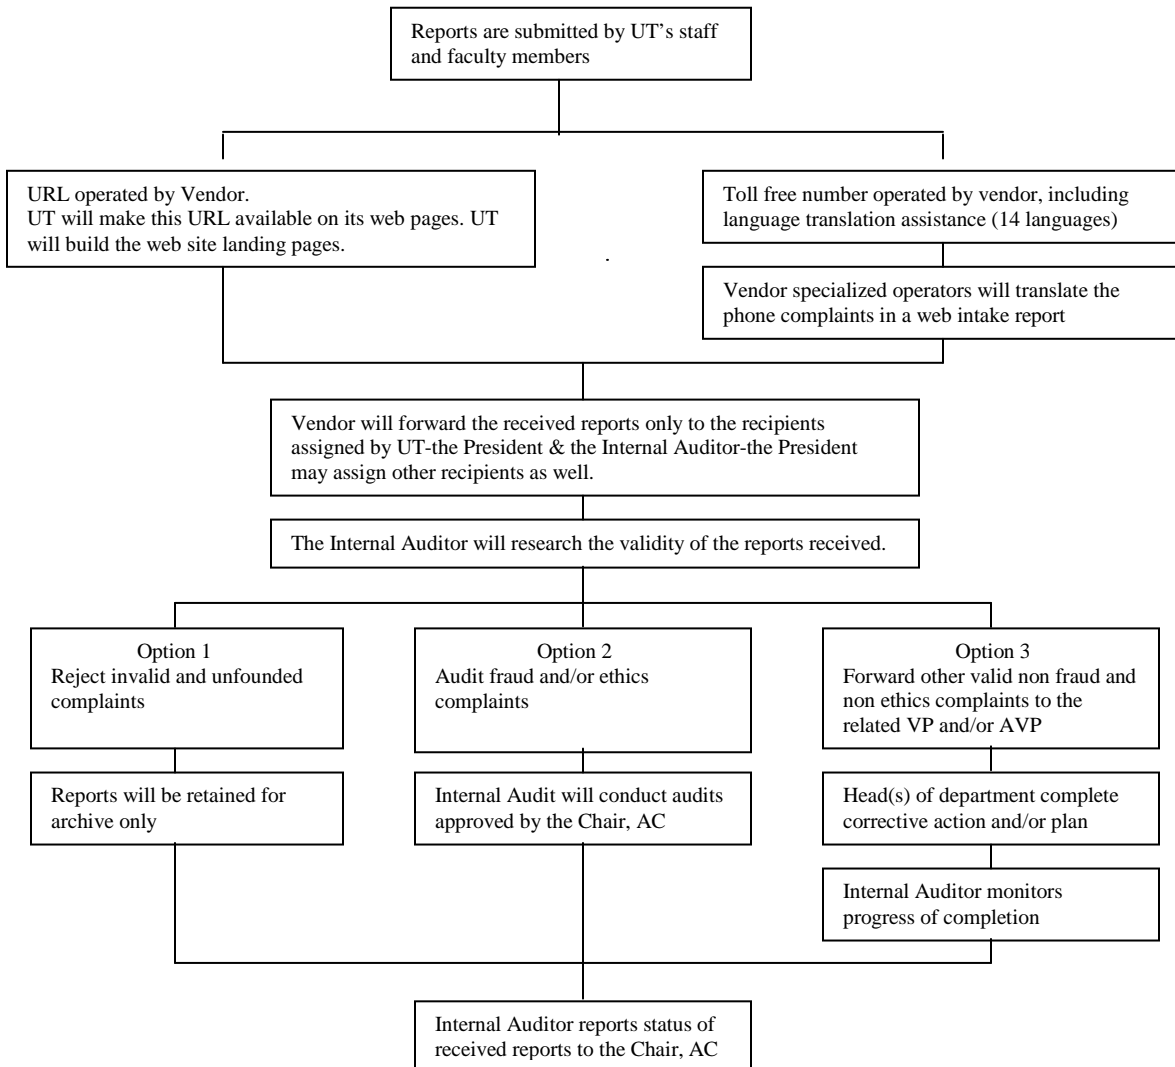 Reports are submitted by UT's staff
and faculty members
URL operated by Vendor.
UT will make this URL available on its web pages. UT
will build the web site landing pages.
Toll free number operated by vendor, including
language translation assistance (14 languages)
Vendor specialized operators will translate the
phone complaints in a web intake report
Vendor will forward the received reports only to the recipients
assigned by UT-the President & the Internal Auditor-the President
may assign other recipients as well.
The Internal Auditor will research the validity of the reports received.
Option 1
Reject invalid and unfounded
complaints
Option 2
Audit fraud and/or ethics
complaints
Option 3
Forward other valid non fraud and
non ethics complaints to the
related VP and/or AVP
Reports will be retained for
archive only
Internal Audit will conduct audits
approved by the Chair, AC
Head(s) of department complete
corrective action and/or plan
Internal Auditor monitors
progress of completion
Internal Auditor reports status of
received reports to the Chair, AC